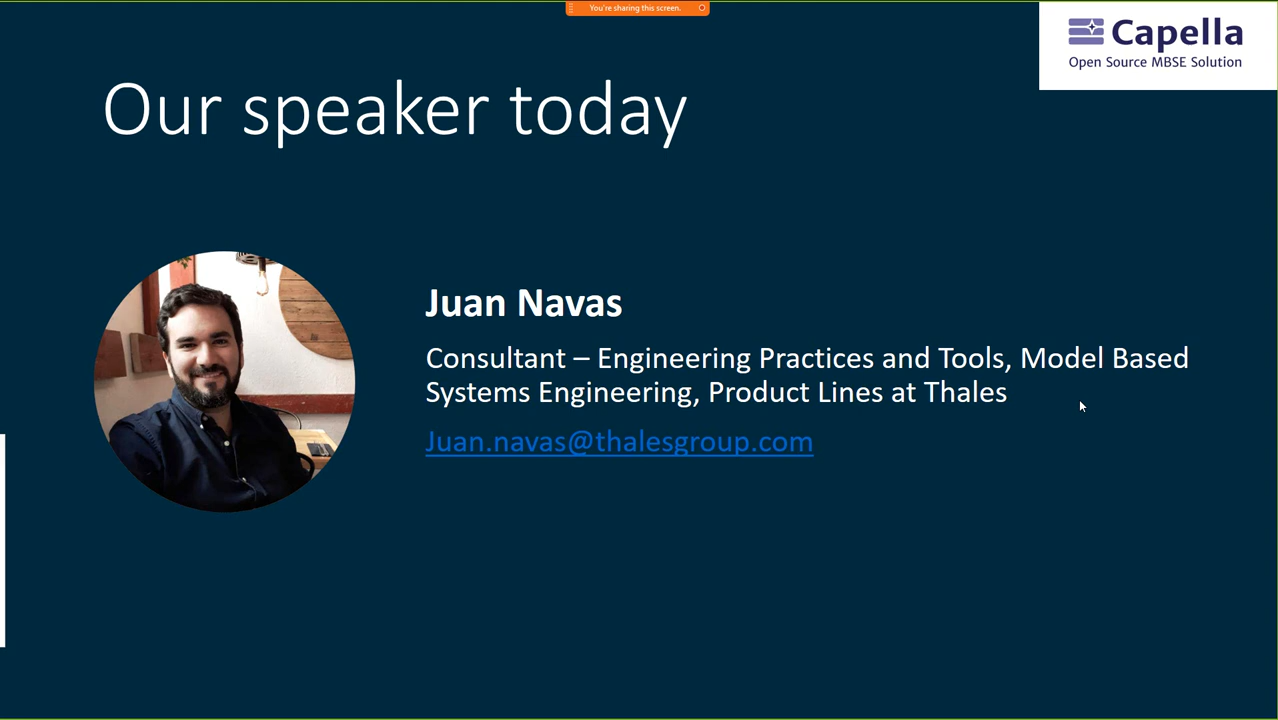 You're sharing this screen.
Capella
Open Source MBSE Solution
Our speaker today
Juan Navas
Consultant – Engineering Practices and Tools, Model Based
Systems Engineering, Product Lines at Thales
Juan.navas@thalesgroup.com